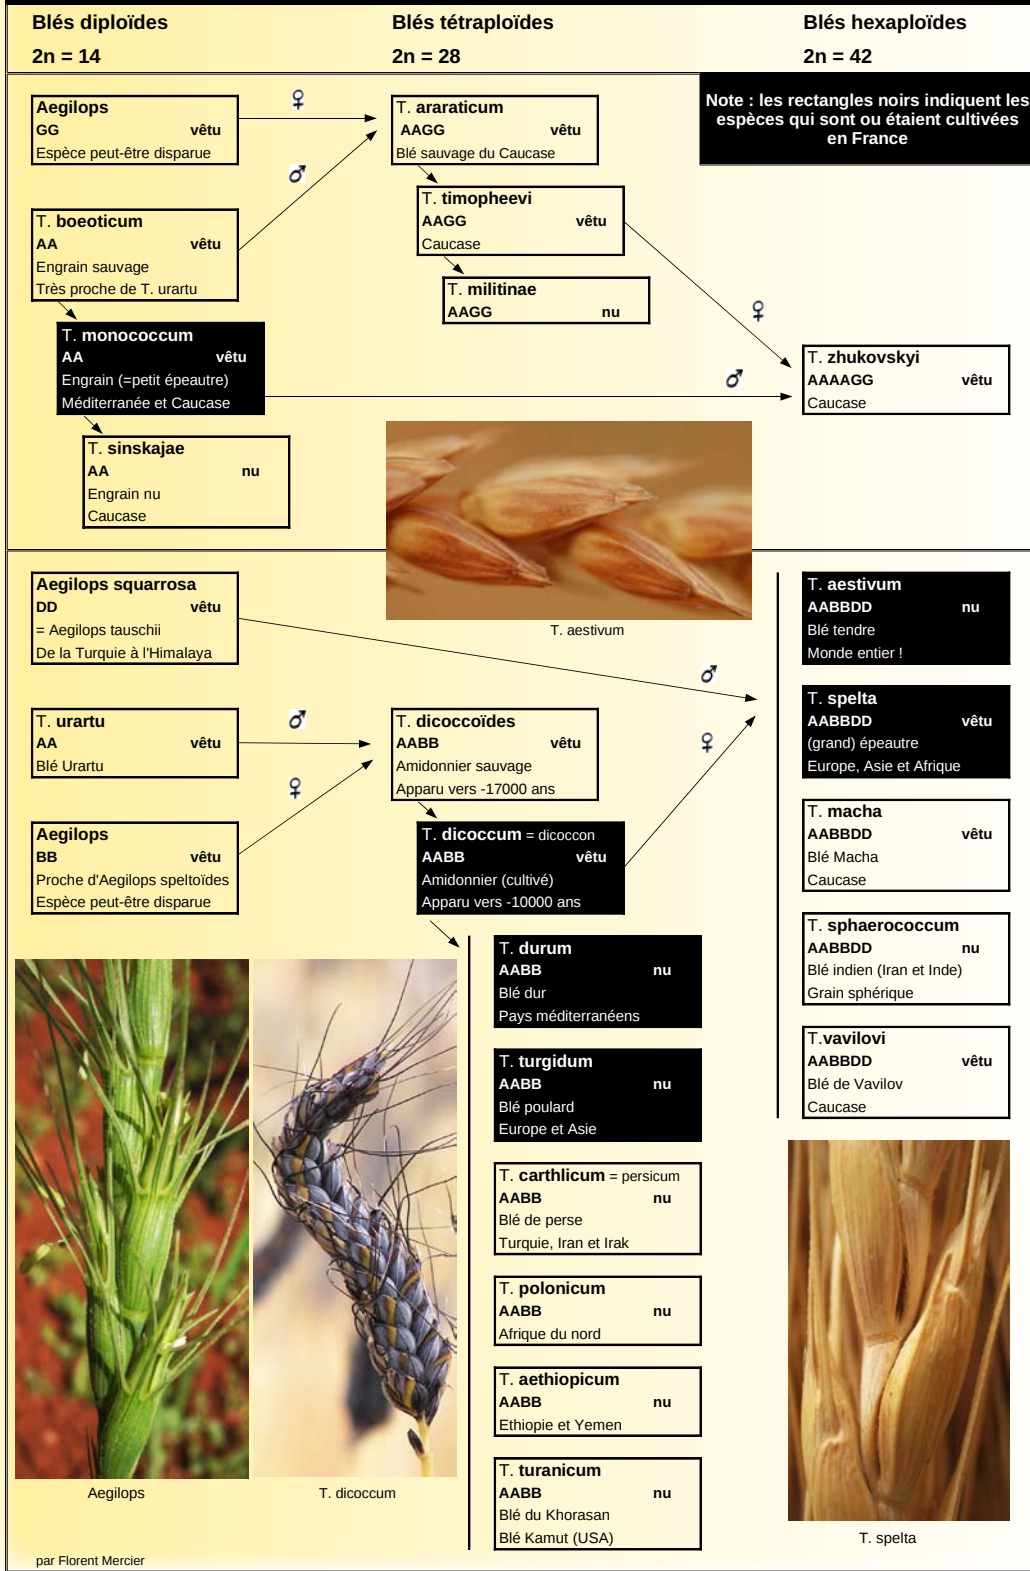 Blés diploïdes
2n = 14
Blés tétraploïdes
2n = 28
Blés hexaploïdes
2n = 42
Note : les rectangles noirs indiquent les
espèces qui sont ou étaient cultivées
en France
Aegilops
GG vêtu
Espèce peut-être disparue
♀
T. araraticum
AAGG vêtu
Blé sauvage du Caucase
♂
T. boeoticum
AA vêtu
Engrain sauvage
Très proche de T. urartu
T. timopheevi
AAGG vêtu
Caucase
T. militinae
AAGG nu
♀
T. monococcum
AA vêtu
Engrain (=petit épeautre)
Méditerranée et Caucase
♂
T. zhukovskyi
AAAAGG vêtu
Caucase
T. sinskajae
AA nu
Engrain nu
Caucase
T. aestivum
Aegilops squarrosa
DD vêtu
= Aegilops tauschii
De la Turquie à l'Himalaya
♂
T. urartu
AA vêtu
Blé Urartu
♂
♀
Aegilops
BB vêtu
Proche d'Aegilops speltoïdes
Espèce peut-être disparue
T. dicoccoïdes
AABB vêtu
Amidonnier sauvage
Apparu vers -17000 ans
♀
T. dicoccum = dicoccon
AABB vêtu
Amidonnier (cultivé)
Apparu vers -10000 ans
T. durum
AABB nu
Blé dur
Pays méditerranéens
T. turgidum
AABB nu
Blé poulard
Europe et Asie
T. carthlicum = persicum
AABB nu
Blé de perse
Turquie, Iran et Irak
T. polonicum
AABB nu
Afrique du nord
T. aethiopicum
AABB nu
Ethiopie et Yemen
T. turanicum
AABB nu
Blé du Khorasan
Blé Kamut (USA)
T. aestivum
AABBDD nu
Blé tendre
Monde entier !
T. spelta
AABBDD vêtu
(grand) épeautre
Europe, Asie et Afrique
T. macha
AABBDD vêtu
Blé Macha
Caucase
T. sphaerococcum
AABBDD nu
Blé indien (Iran et Inde)
Grain sphérique
T.vavilovi
AABBDD vêtu
Blé de Vavilov
Caucase
Aegilops
T. dicoccum
T. spelta
par Florent Mercier